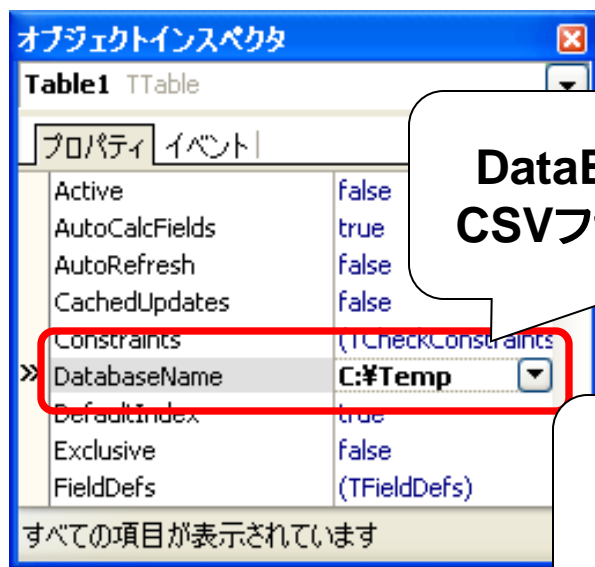 オブジェクトインスペクタ
Table1 TTable
プロパティ イベント
DataB
CSVフ
Active false
AutoCalcFields true
AutoRefresh false
CachedUpdates false
Constraints (TCheckConstraints
» DatabaseName C:¥Temp
DefaultIndex true
Exclusive false
FieldDefs (TFieldDefs)
すべての項目が表示されています